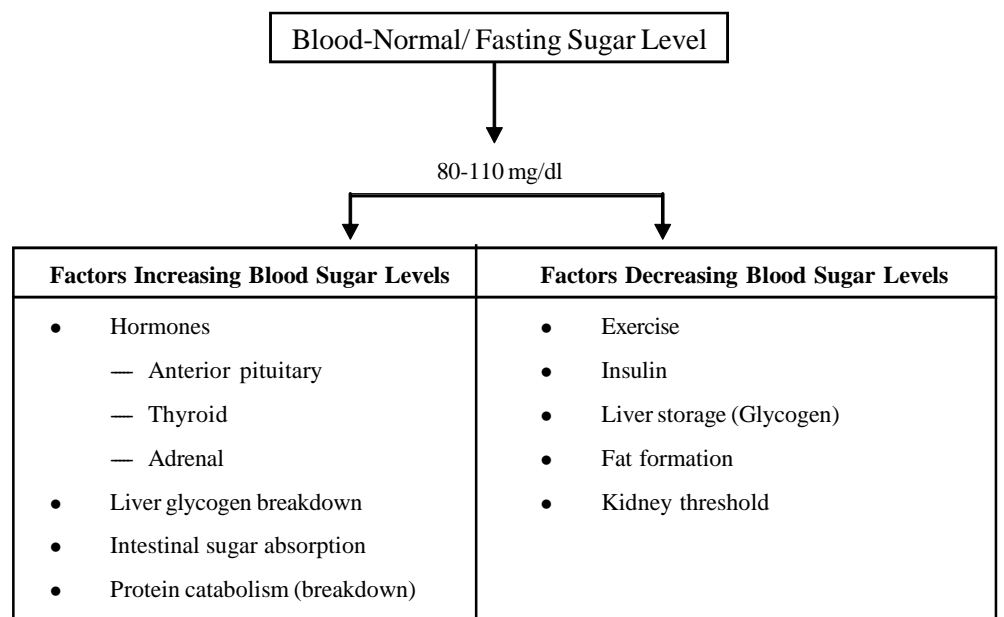 Blood-Normal/ Fasting Sugar Level
80-110 mg/dl
Factors Increasing Blood Sugar Levels
● Hormones
— Anterior pituitary
— Thyroid
— Adrenal
● Liver glycogen breakdown
● Intestinal sugar absorption
● Protein catabolism (breakdown)
Factors Decreasing Blood Sugar Levels
● Exercise
● Insulin
● Liver storage (Glycogen)
● Fat formation
● Kidney threshold